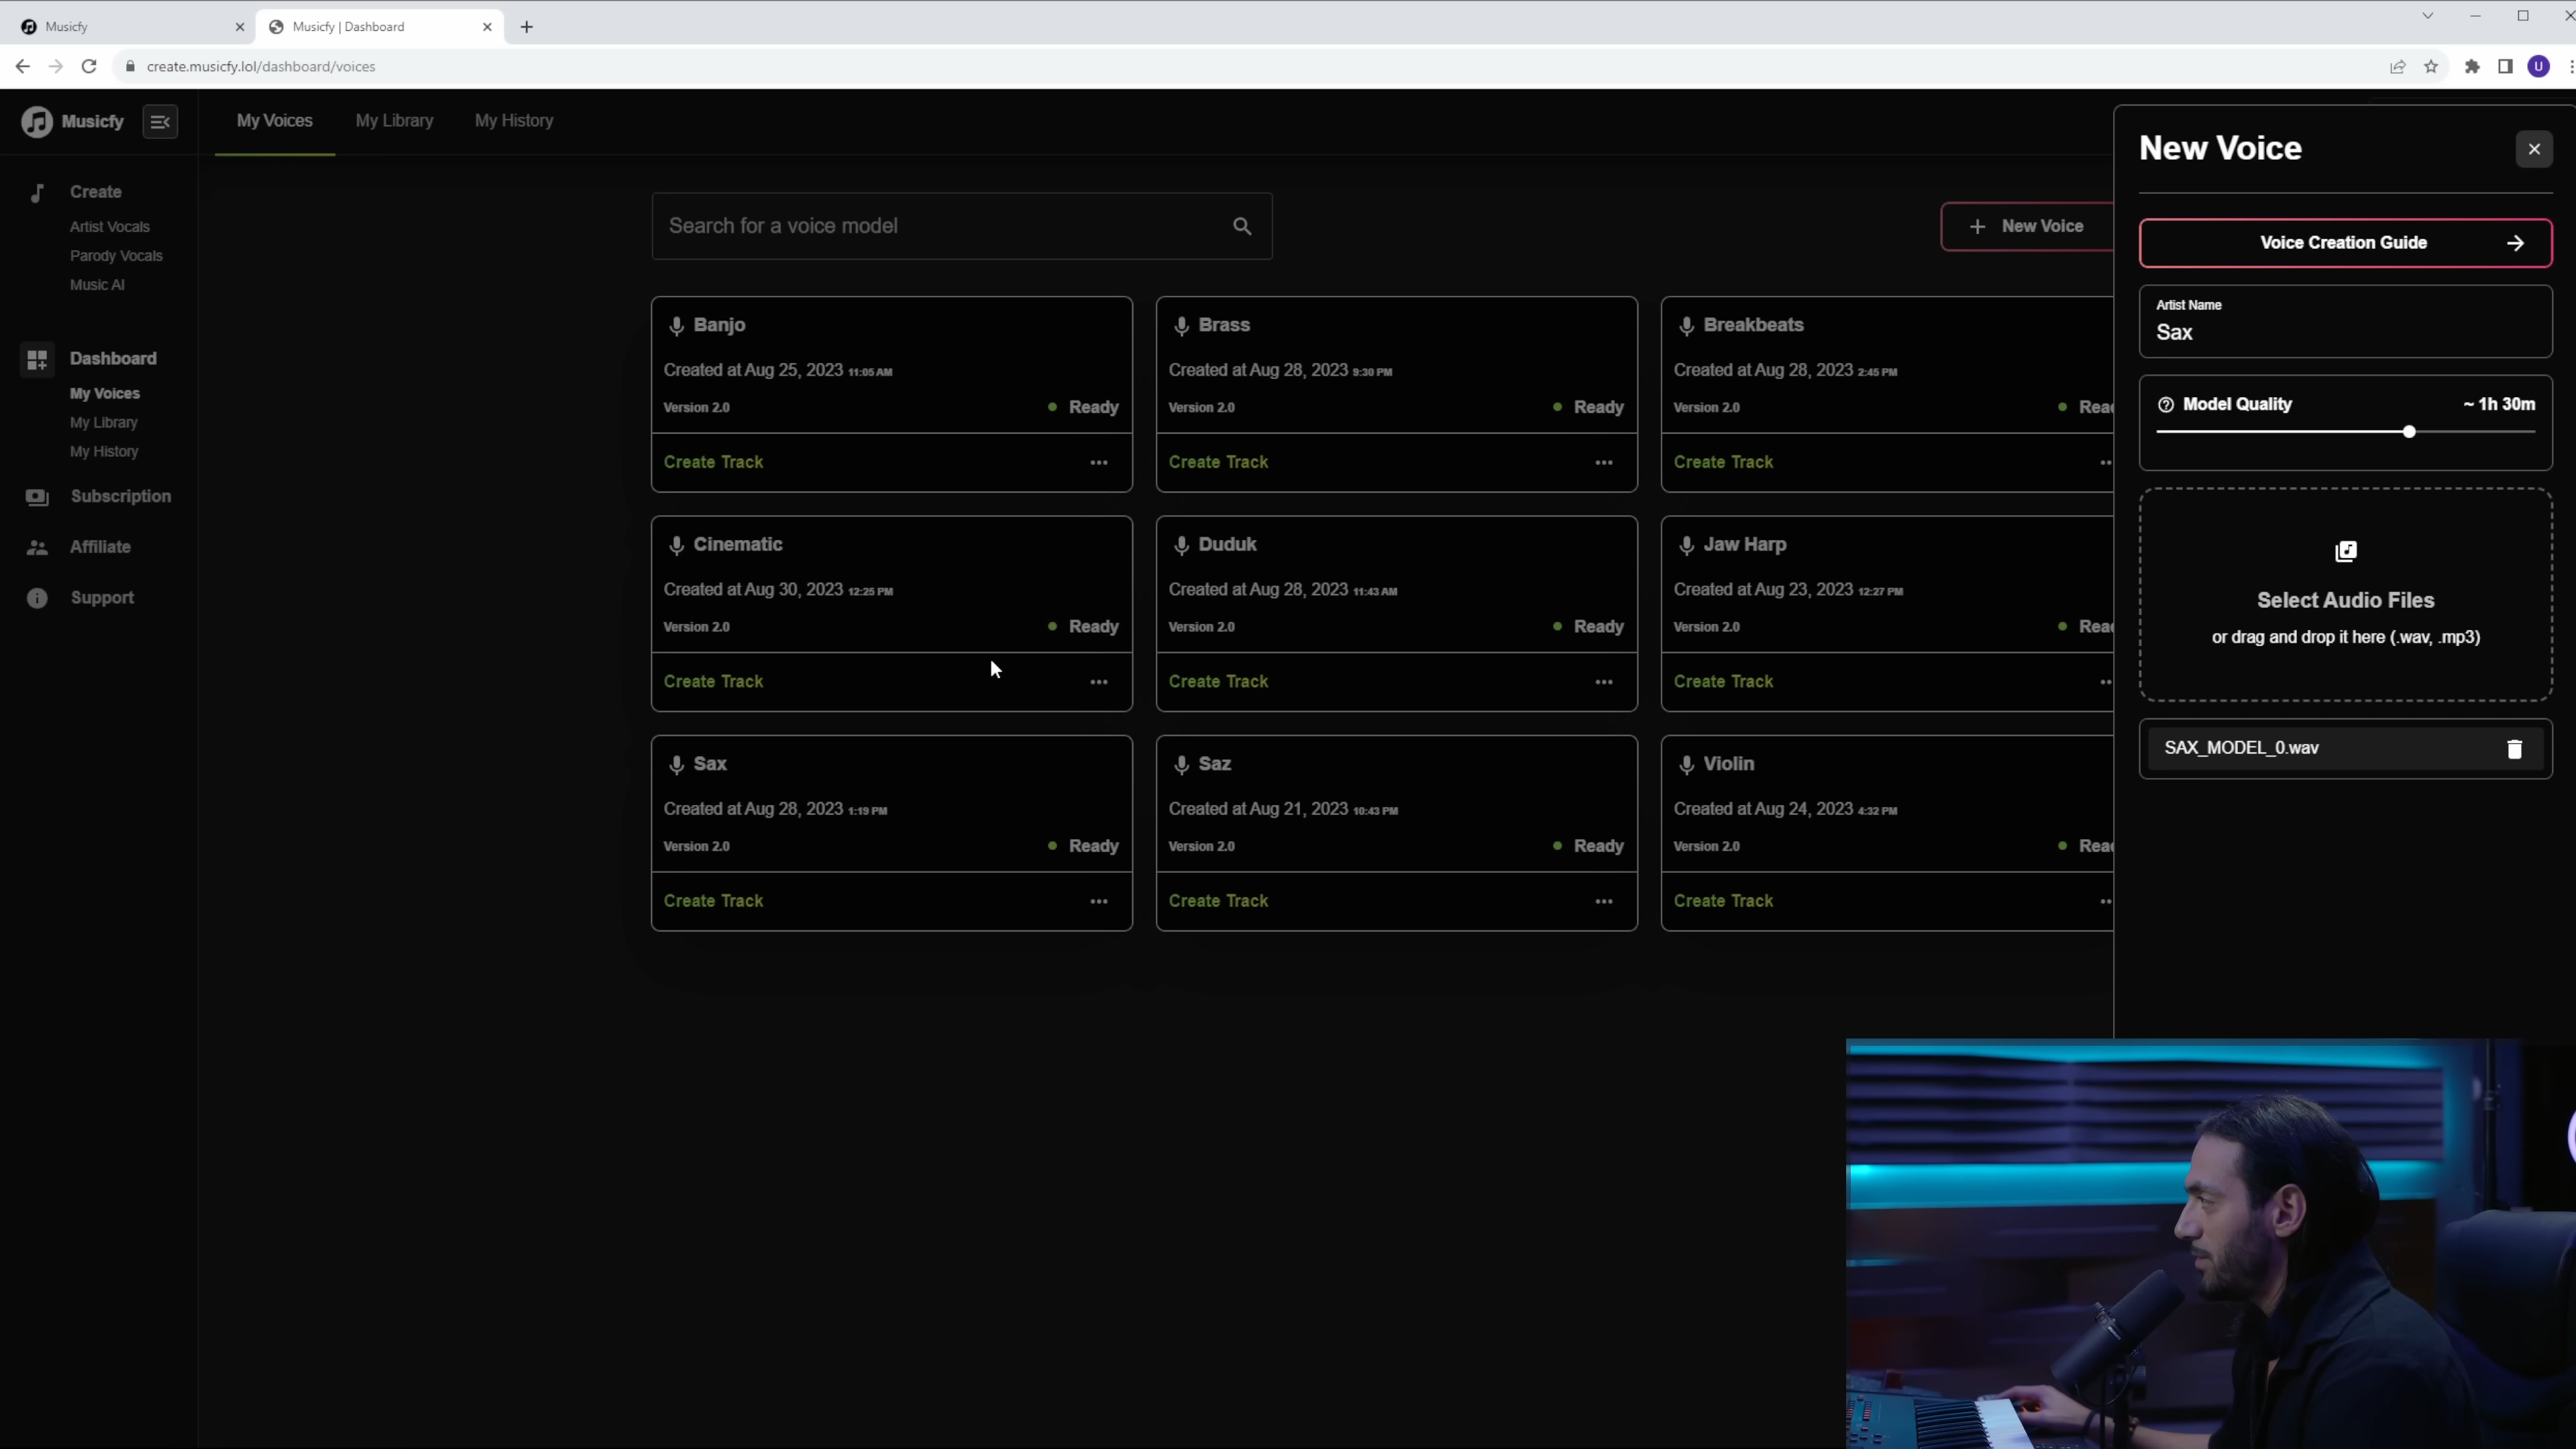 Musicfy
Musicfy | Dashboard
create.musicfy.lol/dashboard/voices
U
Musicfy
My Voices
My Library
My History
Create
Artist Vocals
Parody Vocals
Music AI
Dashboard
My Voices
My Library
My History
Subscription
Affiliate
Support
Search for a voice model
+ New Voice
Banjo
Created at Aug 25, 2023 11:05 AM
Version 2.0
Ready
Create Track
Brass
Created at Aug 28, 2023 9:30 PM
Version 2.0
Ready
Create Track
Breakbeats
Created at Aug 28, 2023 2:45 PM
Version 2.0
Rea
Create Track
Cinematic
Created at Aug 30, 2023 12:25 PM
Version 2.0
Ready
Create Track
Duduk
Created at Aug 28, 2023 11:43 AM
Version 2.0
Ready
Create Track
Jaw Harp
Created at Aug 23, 2023 12:27 PM
Version 2.0
Rea
Create Track
Sax
Created at Aug 28, 2023 1:19 PM
Version 2.0
Ready
Create Track
Saz
Created at Aug 21, 2023 10:43 PM
Version 2.0
Ready
Create Track
Violin
Created at Aug 24, 2023 4:32 PM
Version 2.0
Rea
Create Track
New Voice
Voice Creation Guide
Artist Name
Sax
Model Quality
~ 1h 30m
Select Audio Files
or drag and drop it here (.wav, .mp3)
SAX_MODEL_0.wav